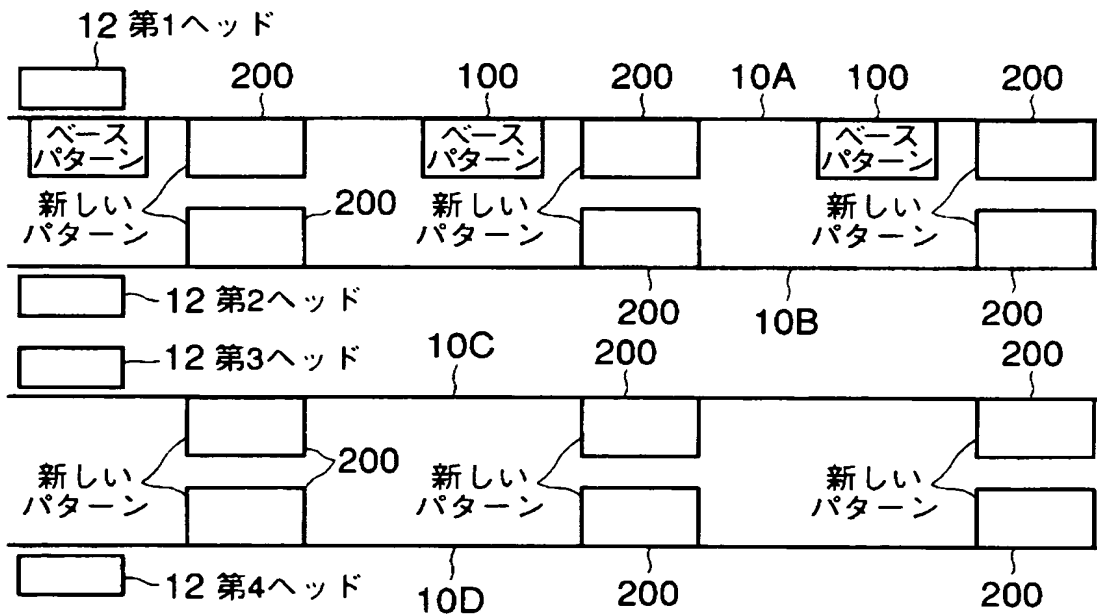 12 第1ヘッド
200 100 200 10A 100 200
ベース
パターン
ベース
パターン
ベース
パターン
新しい
パターン
200
新しい
パターン
新しい
パターン
12 第2ヘッド
200 10B 200
12 第3ヘッド
10C 200 200
新しい
パターン
200
新しい
パターン
新しい
パターン
12 第4ヘッド
10D 200 200